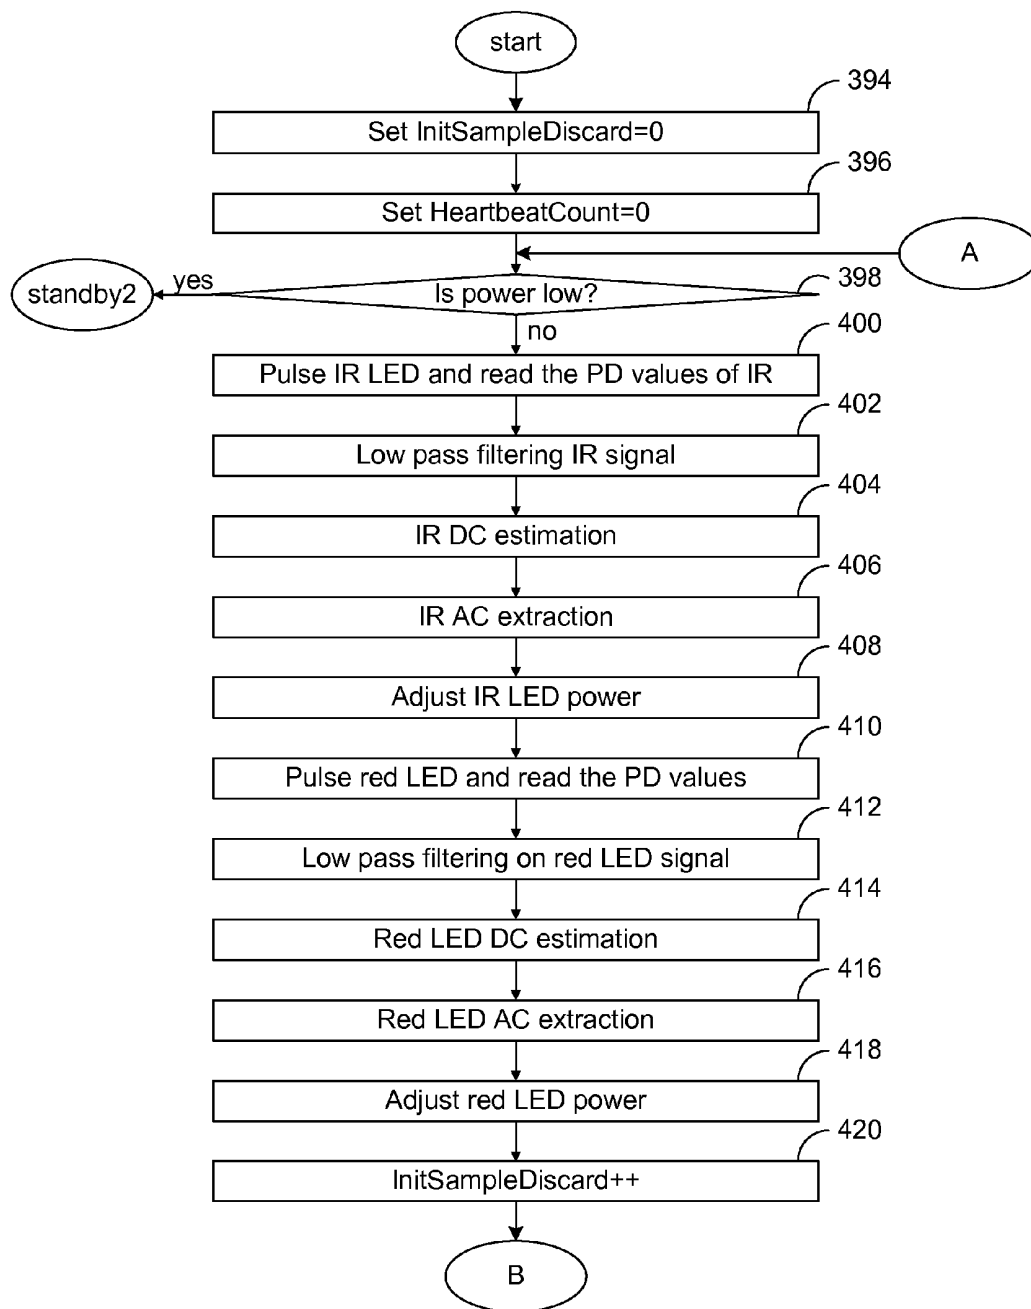 start
394
Set InitSampleDiscard=0
396
Set HeartbeatCount=0
A
standby2
yes
Is power low?
398
no
400
Pulse IR LED and read the PD values of IR
402
Low pass filtering IR signal
404
IR DC estimation
406
IR AC extraction
408
Adjust IR LED power
410
Pulse red LED and read the PD values
412
Low pass filtering on red LED signal
414
Red LED DC estimation
416
Red LED AC extraction
418
Adjust red LED power
420
InitSampleDiscard++
B